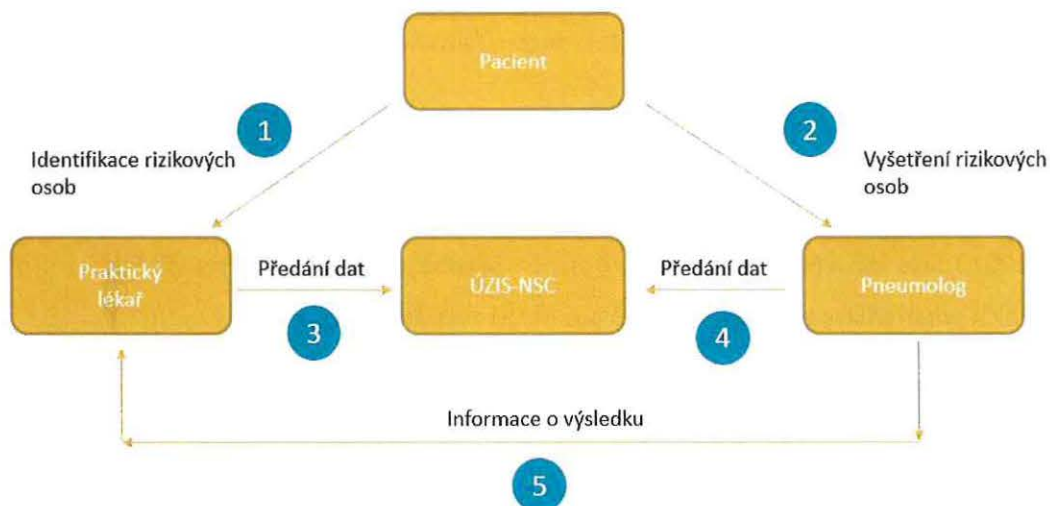 Pacient
1
2
Identifikace rizikových
osob
Vyšetření rizikových
osob
Praktický
lékař
Předání dat
ÚZIS-NSC
Předání dat
Pneumolog
3
4
Informace o výsledku
5